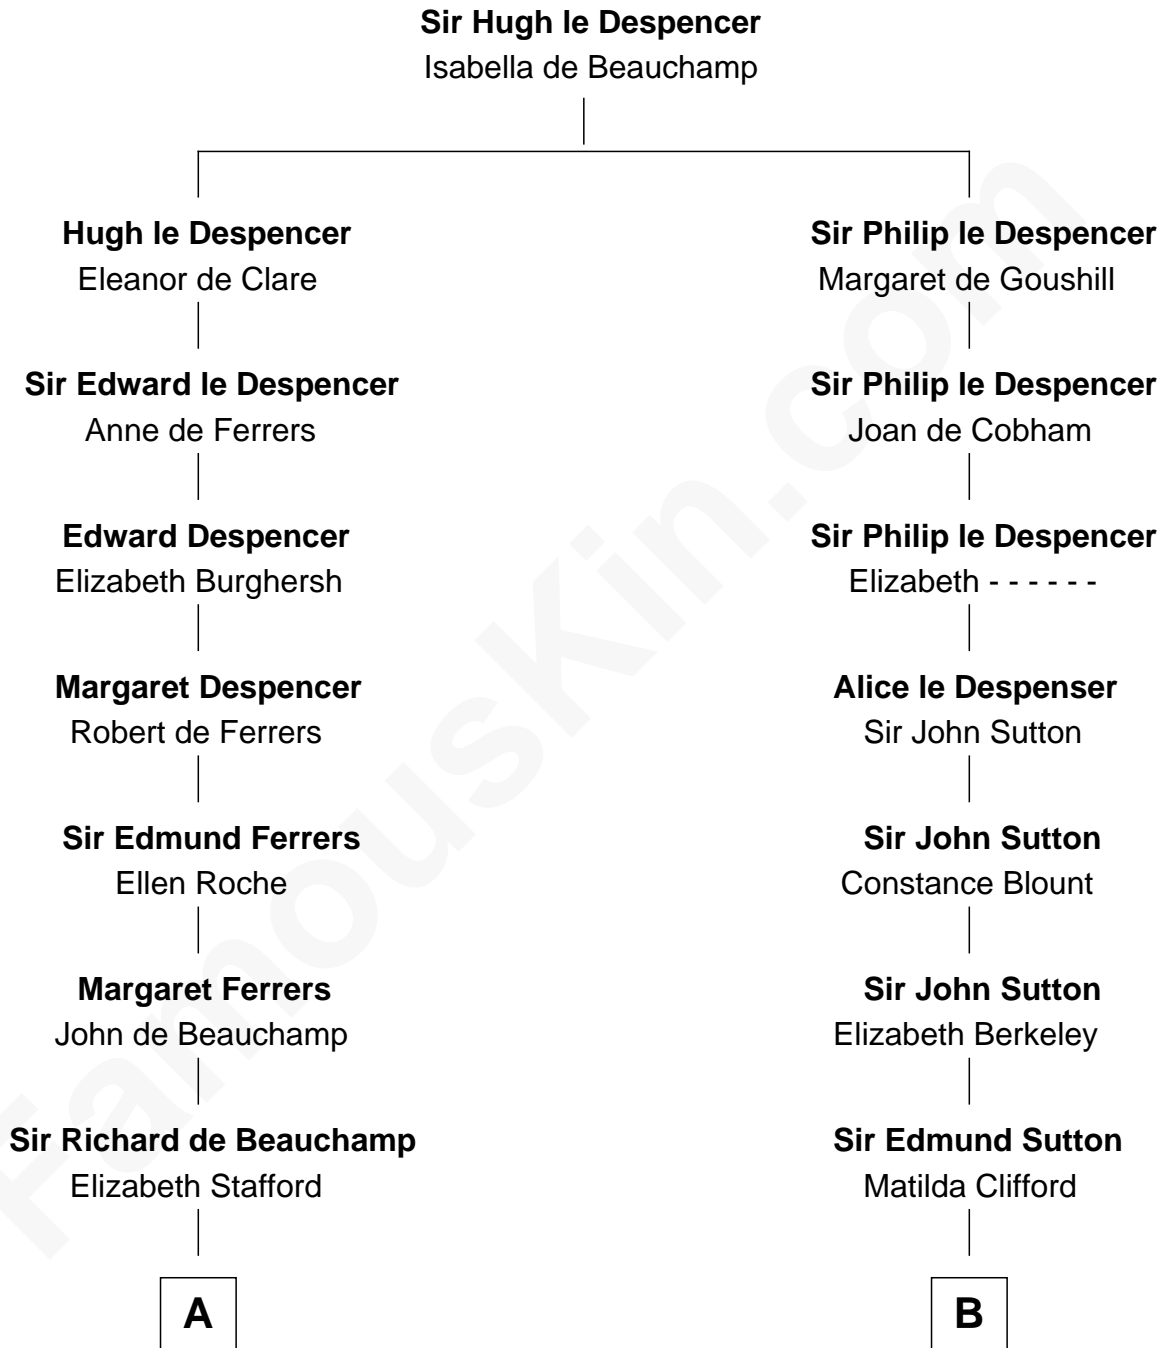 Sir Hugh le Despencer
Isabella de Beauchamp
Hugh le Despencer
Eleanor de Clare
Sir Philip le Despencer
Margaret de Goushill
Sir Edward le Despencer
Anne de Ferrers
Sir Philip le Despencer
Joan de Cobham
Edward Despencer
Elizabeth Burghersh
Sir Philip le Despencer
Elizabeth - - - - - -
Margaret Despencer
Robert de Ferrers
Alice le Despenser
Sir John Sutton
Sir Edmund Ferrers
Ellen Roche
Sir John Sutton
Constance Blount
Margaret Ferrers
John de Beauchamp
Sir John Sutton
Elizabeth Berkeley
Sir Richard de Beauchamp
Elizabeth Stafford
Sir Edmund Sutton
Matilda Clifford
A
B
FamousKin.com